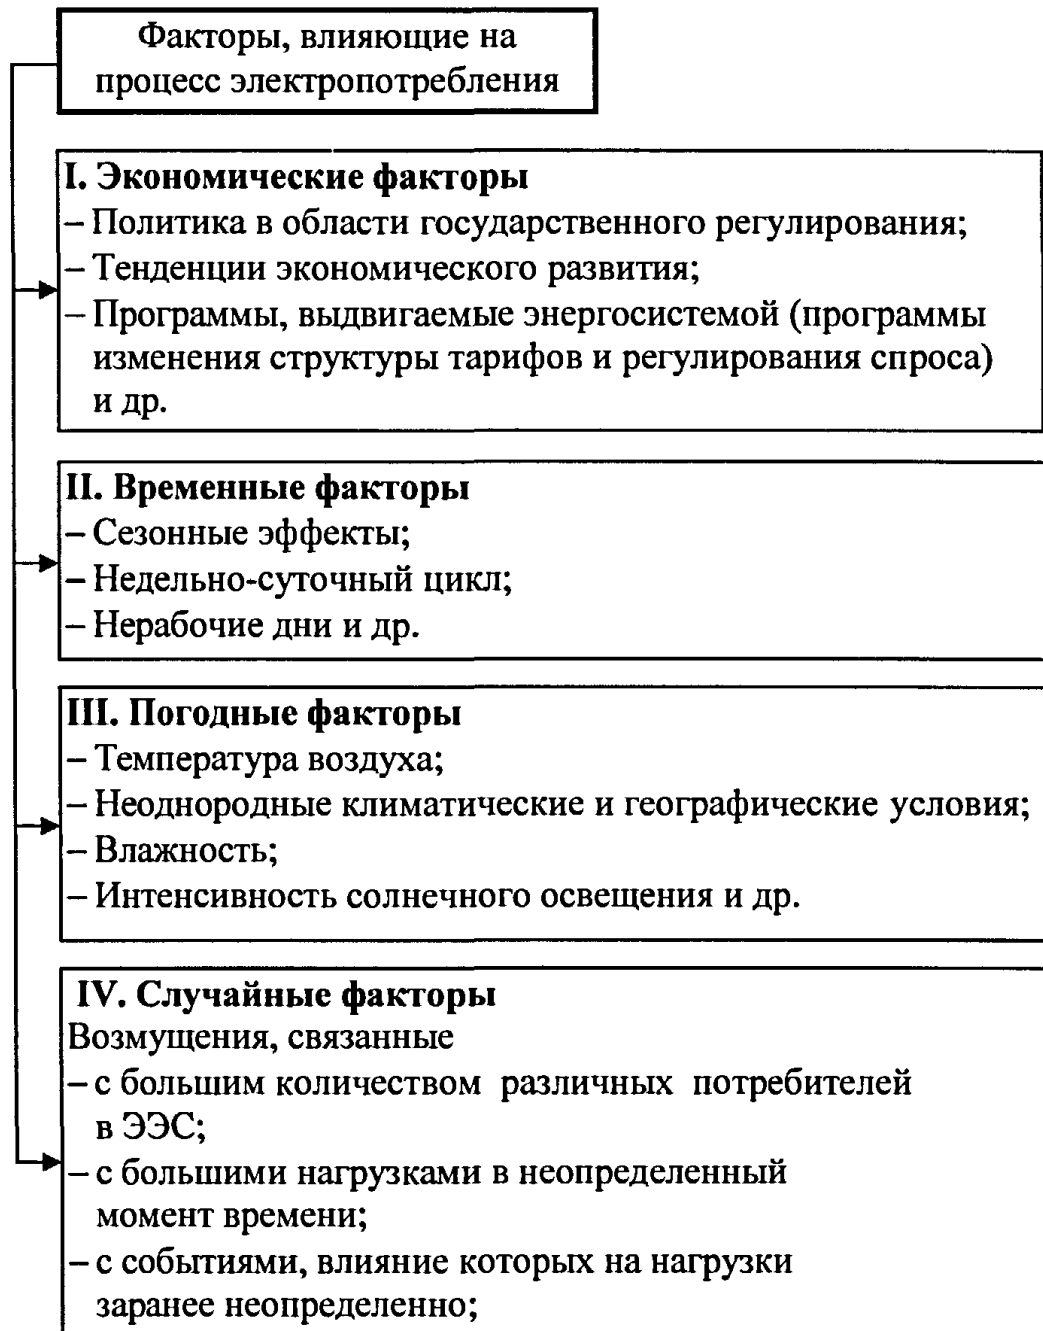 Факторы, влияющие на
процесс электропотребления
I. Экономические факторы
– Политика в области государственного регулирования;
– Тенденции экономического развития;
– Программы, выдвигаемые энергосистемой (программы
изменения структуры тарифов и регулирования спроса)
и др.
II. Временные факторы
– Сезонные эффекты;
– Недельно-суточный цикл;
– Нерабочие дни и др.
III. Погодные факторы
– Температура воздуха;
– Неоднородные климатические и географические условия;
– Влажность;
– Интенсивность солнечного освещения и др.
IV. Случайные факторы
Возмущения, связанные
– с большим количеством различных потребителей
в ЭЭС;
– с большими нагрузками в неопределенный
момент времени;
– с событиями, влияние которых на нагрузки
заранее неопределенно;